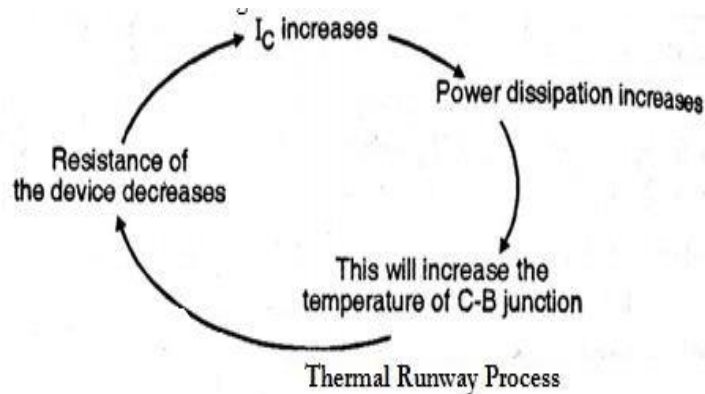 I_C increases
Power dissipation increases
This will increase the
temperature of C-B junction
Resistance of
the device decreases
Thermal Runway Process